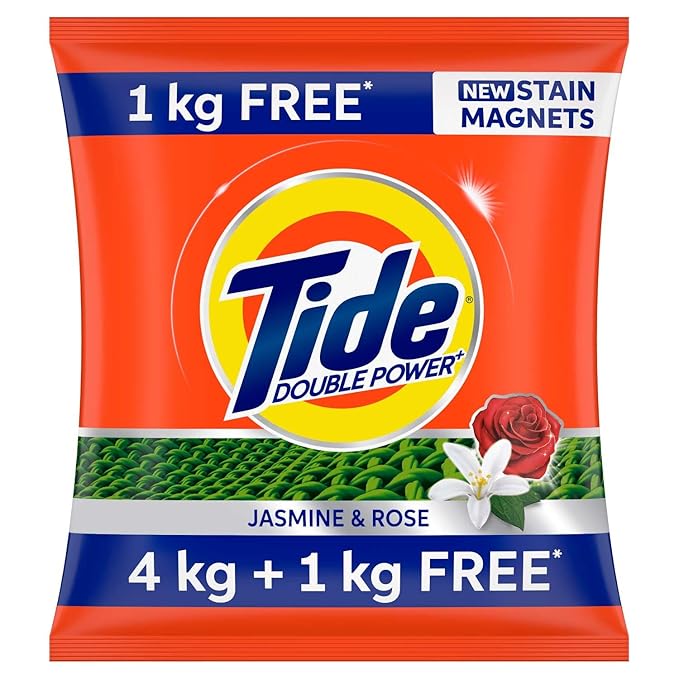 1 kg FREE*
NEW STAIN
MAGNETS
Tide®
DOUBLE POWER+
JASMINE & ROSE
4 kg + 1 kg FREE*